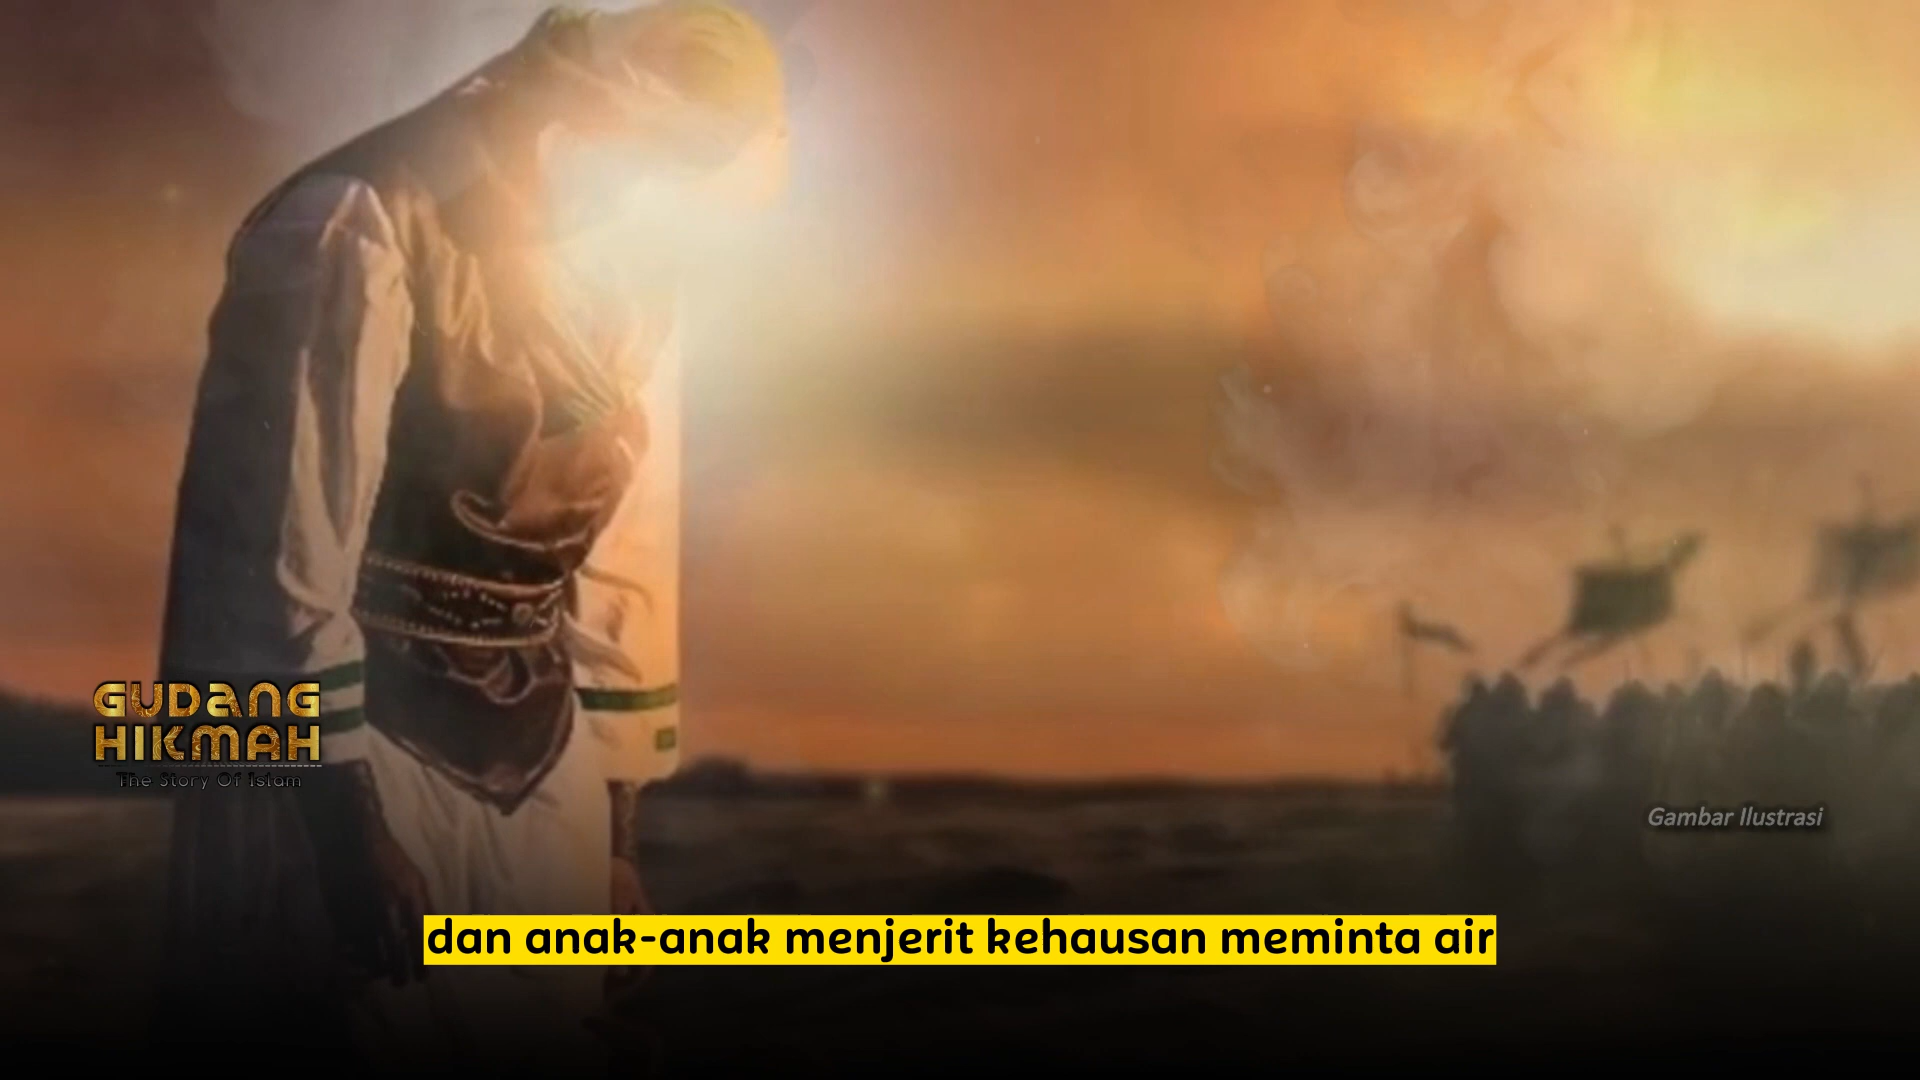 GUDANG
HIKMAH
The Story Of Islam
Gambar Ilustrasi
dan anak-anak menjerit kehausan meminta air